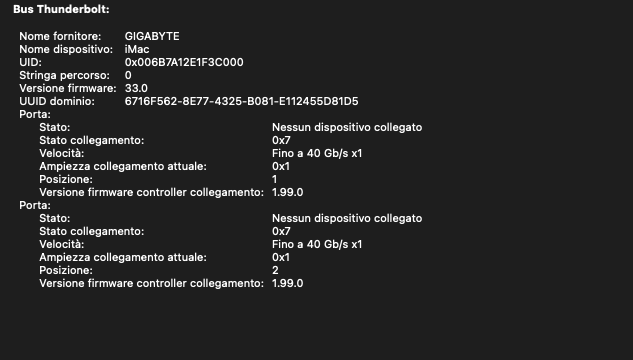 Bus Thunderbolt:
Nome fornitore: GIGABYTE
Nome dispositivo: iMac
UID: 0x006B7A12E1F3C000
Stringa percorso: 0
Versione firmware: 33.0
UUID dominio: 6716F562-8E77-4325-B081-E112455D81D5
Porta:
Stato: Nessun dispositivo collegato
Stato collegamento: 0x7
Velocità: Fino a 40 Gb/s x1
Ampiezza collegamento attuale: 0x1
Posizione: 1
Versione firmware controller collegamento: 1.99.0
Porta:
Stato: Nessun dispositivo collegato
Stato collegamento: 0x7
Velocità: Fino a 40 Gb/s x1
Ampiezza collegamento attuale: 0x1
Posizione: 2
Versione firmware controller collegamento: 1.99.0